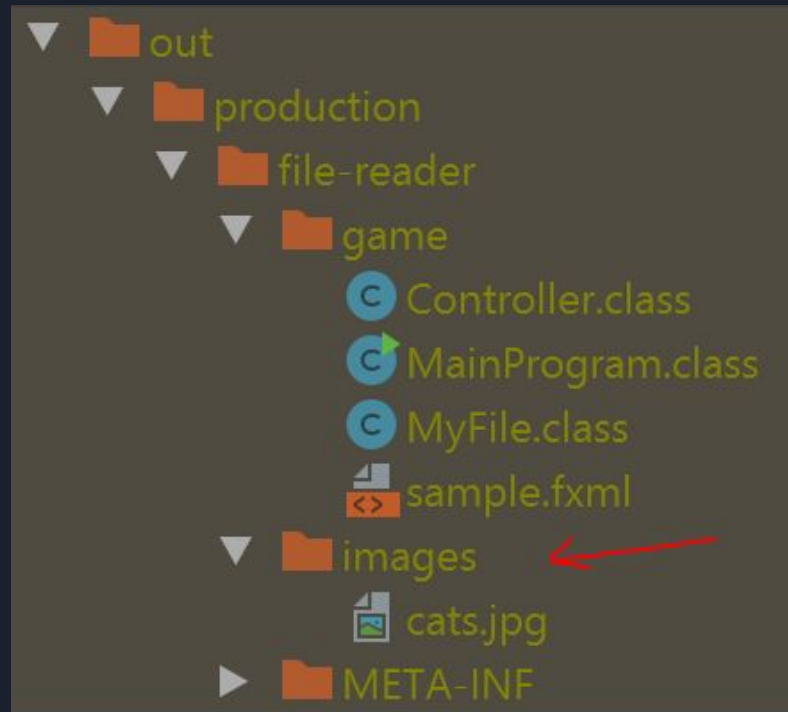 out
production
file-reader
game
C Controller.class
C MainProgram.class
C MyFile.class
<> sample.fxml
images
cats.jpg
META-INF